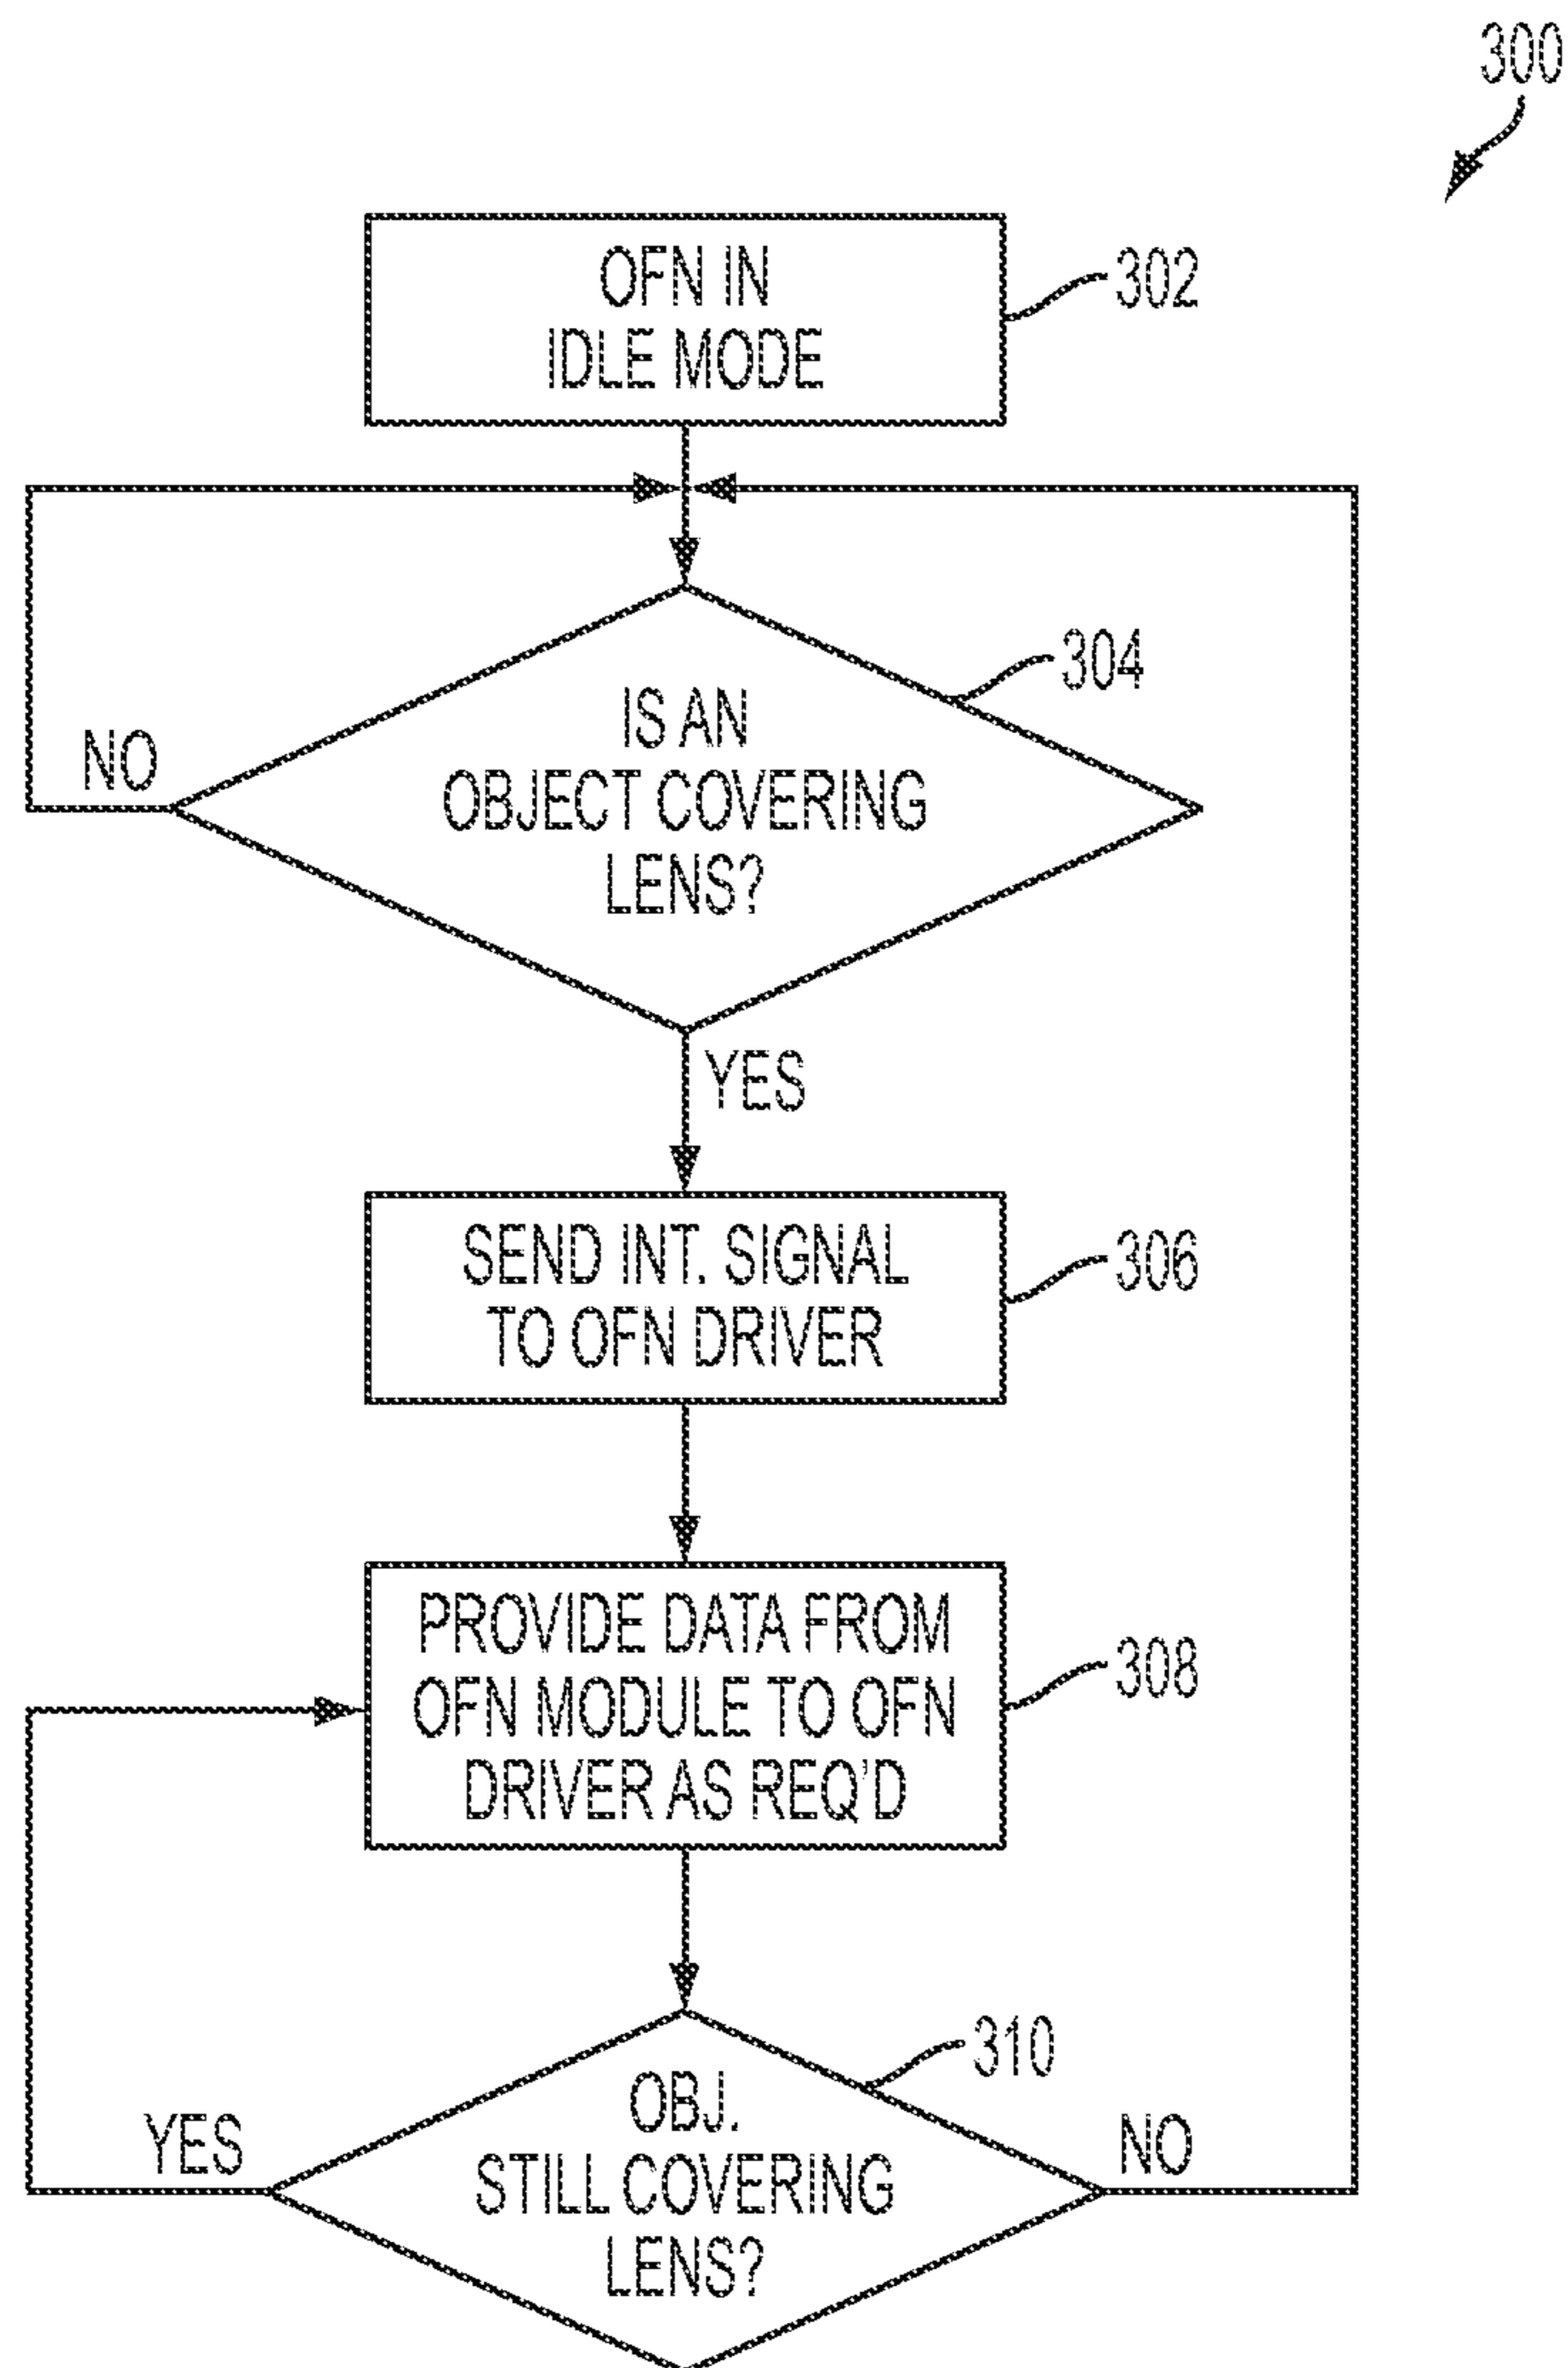 300
OFN IN
IDLE MODE
302
304
IS AN
OBJECT COVERING
LENS?
NO
YES
SEND INT. SIGNAL
TO OFN DRIVER
306
PROVIDE DATA FROM
OFN MODULE TO OFN
DRIVER AS REQ'D
308
310
OBJ.
STILL COVERING
LENS?
YES
NO